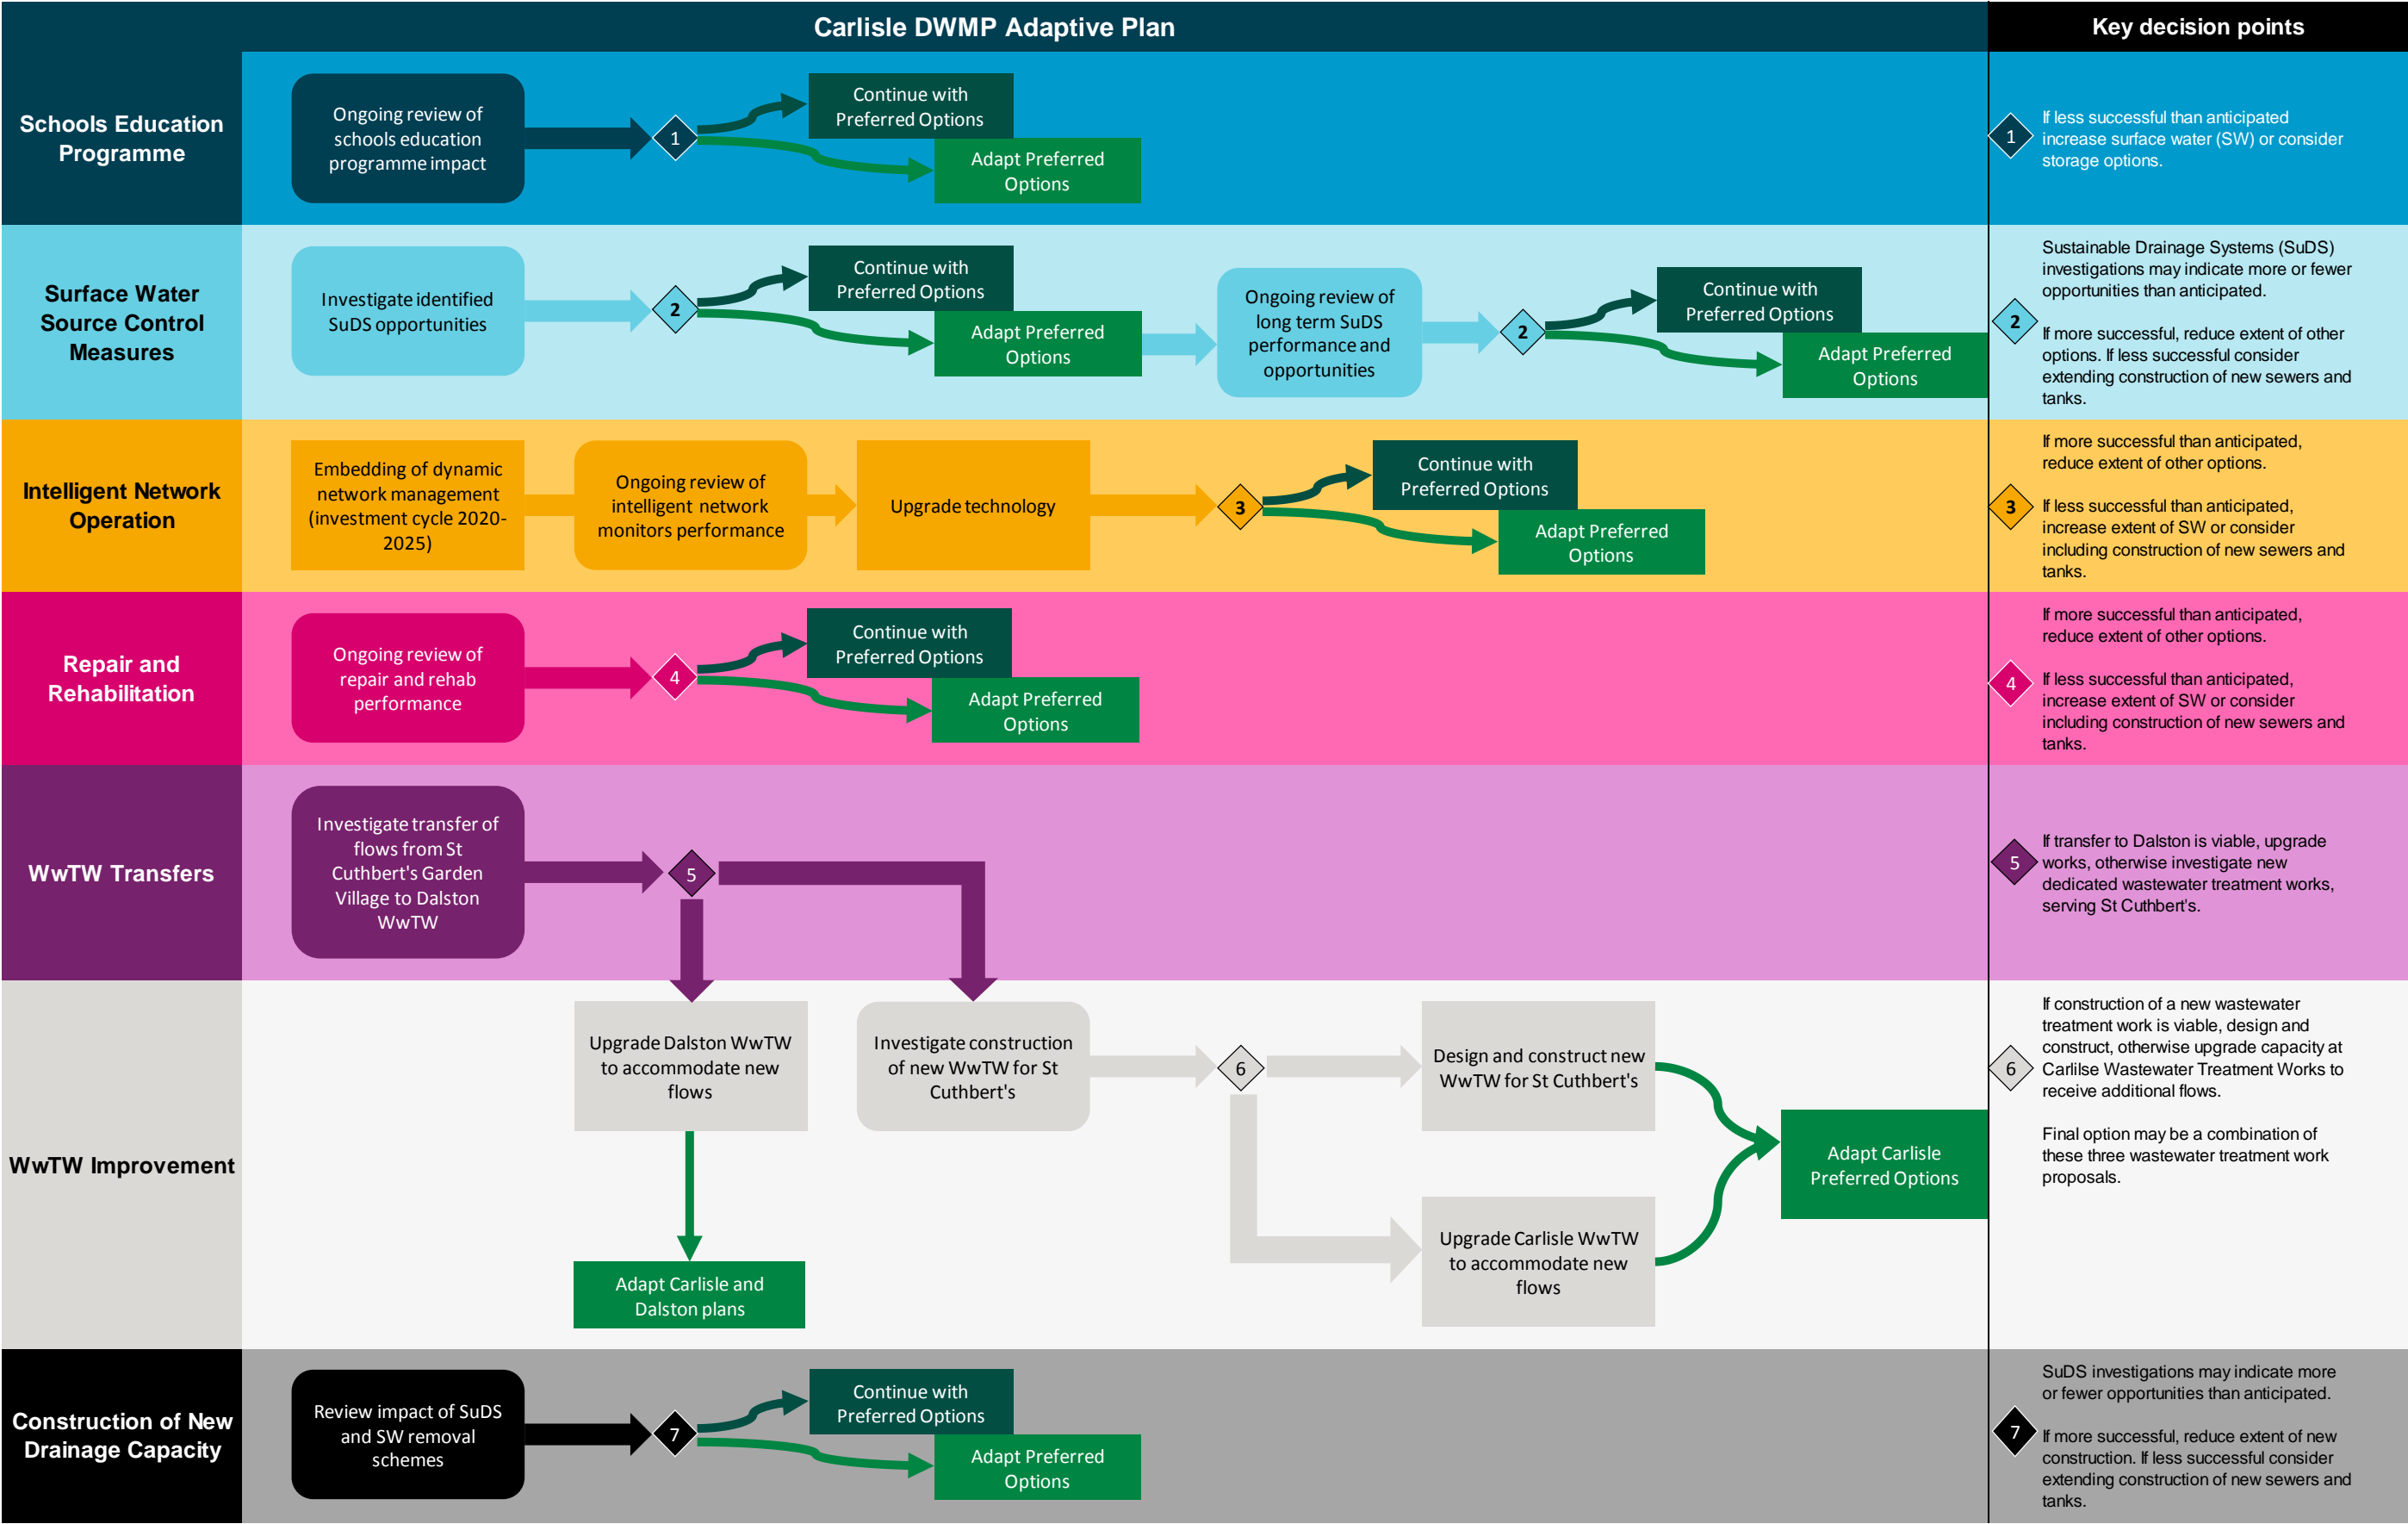 Carlisle DWMP Adaptive Plan
Key decision points
Schools Education
Programme
Ongoing review of
schools education
programme impact
1
Continue with
Preferred Options
Adapt Preferred
Options
1
If less successful than anticipated
increase surface water (SW) or consider
storage options.
Surface Water
Source Control
Measures
Investigate identified
SuDS opportunities
2
Continue with
Preferred Options
Adapt Preferred
Options
Ongoing review of
long term SuDS
performance and
opportunities
2
Continue with
Preferred Options
Adapt Preferred
Options
2
Sustainable Drainage Systems (SuDS)
investigations may indicate more or fewer
opportunities than anticipated.
If more successful, reduce extent of other
options. If less successful consider
extending construction of new sewers and
tanks.
Intelligent Network
Operation
Embedding of dynamic
network management
(investment cycle 2020-
2025)
Ongoing review of
intelligent network
monitors performance
Upgrade technology
3
Continue with
Preferred Options
Adapt Preferred
Options
3
If more successful than anticipated,
reduce extent of other options.
If less successful than anticipated,
increase extent of SW or consider
including construction of new sewers and
tanks.
Repair and
Rehabilitation
Ongoing review of
repair and rehab
performance
4
Continue with
Preferred Options
Adapt Preferred
Options
4
If more successful than anticipated,
reduce extent of other options.
If less successful than anticipated,
increase extent of SW or consider
including construction of new sewers and
tanks.
WwTW Transfers
Investigate transfer of
flows from St
Cuthbert's Garden
Village to Dalston
WwTW
5
5
If transfer to Dalston is viable, upgrade
works, otherwise investigate new
dedicated wastewater treatment works,
serving St Cuthbert's.
WwTW Improvement
Upgrade Dalston WwTW
to accommodate new
flows
Adapt Carlisle and
Dalston plans
Investigate construction
of new WwTW for St
Cuthbert's
6
Design and construct new
WwTW for St Cuthbert's
Upgrade Carlisle WwTW
to accommodate new
flows
Adapt Carlisle
Preferred Options
6
If construction of a new wastewater
treatment work is viable, design and
construct, otherwise upgrade capacity at
Carlilse Wastewater Treatment Works to
receive additional flows.
Final option may be a combination of
these three wastewater treatment work
proposals.
Construction of New
Drainage Capacity
Review impact of SuDS
and SW removal
schemes
7
Continue with
Preferred Options
Adapt Preferred
Options
7
SuDS investigations may indicate more
or fewer opportunities than anticipated.
If more successful, reduce extent of new
construction. If less successful consider
extending construction of new sewers and
tanks.